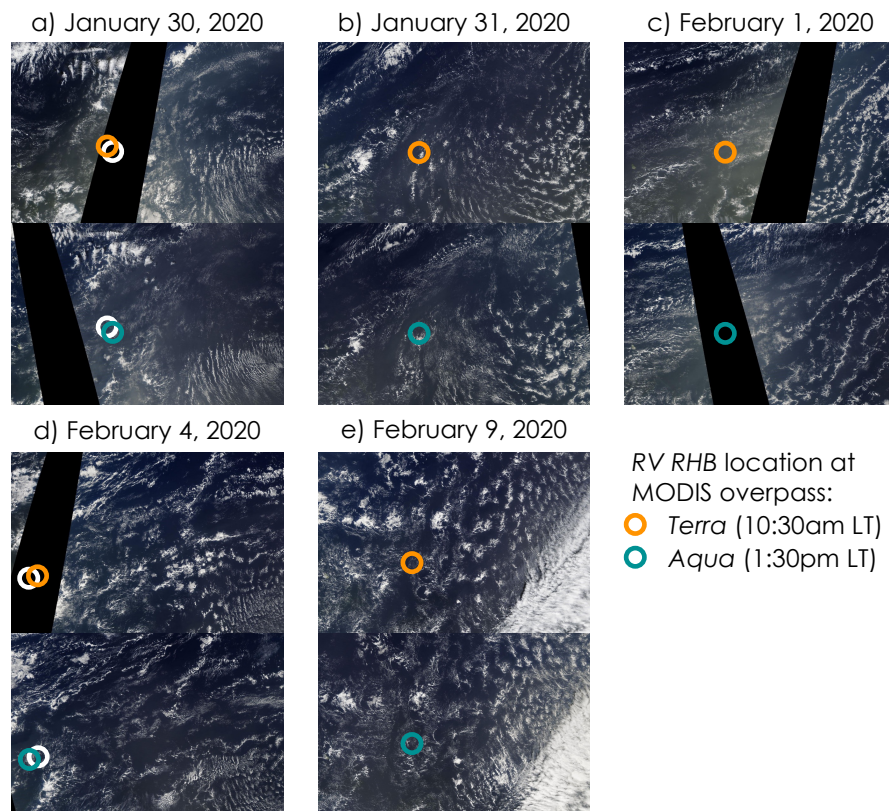 a) January 30, 2020
b) January 31, 2020
c) February 1, 2020
d) February 4, 2020
e) February 9, 2020
RV RHB location at
MODIS overpass:
Terra (10:30am LT)
Aqua (1:30pm LT)